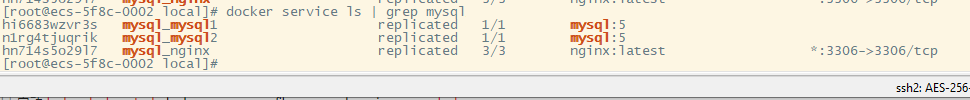 [root@ecs-5f8c-0002 local]# docker service ls | grep mysql
hi6683wzvr3s mysql_mysql1 replicated 1/1 mysql:5
n1rg4tjuqrik mysql_mysql2 replicated 1/1 mysql:5
hn714s5o29l7 mysql_nginx replicated 3/3 nginx:latest *:3306->3306/tcp
[root@ecs-5f8c-0002 local]#
ssh2: AES-256-